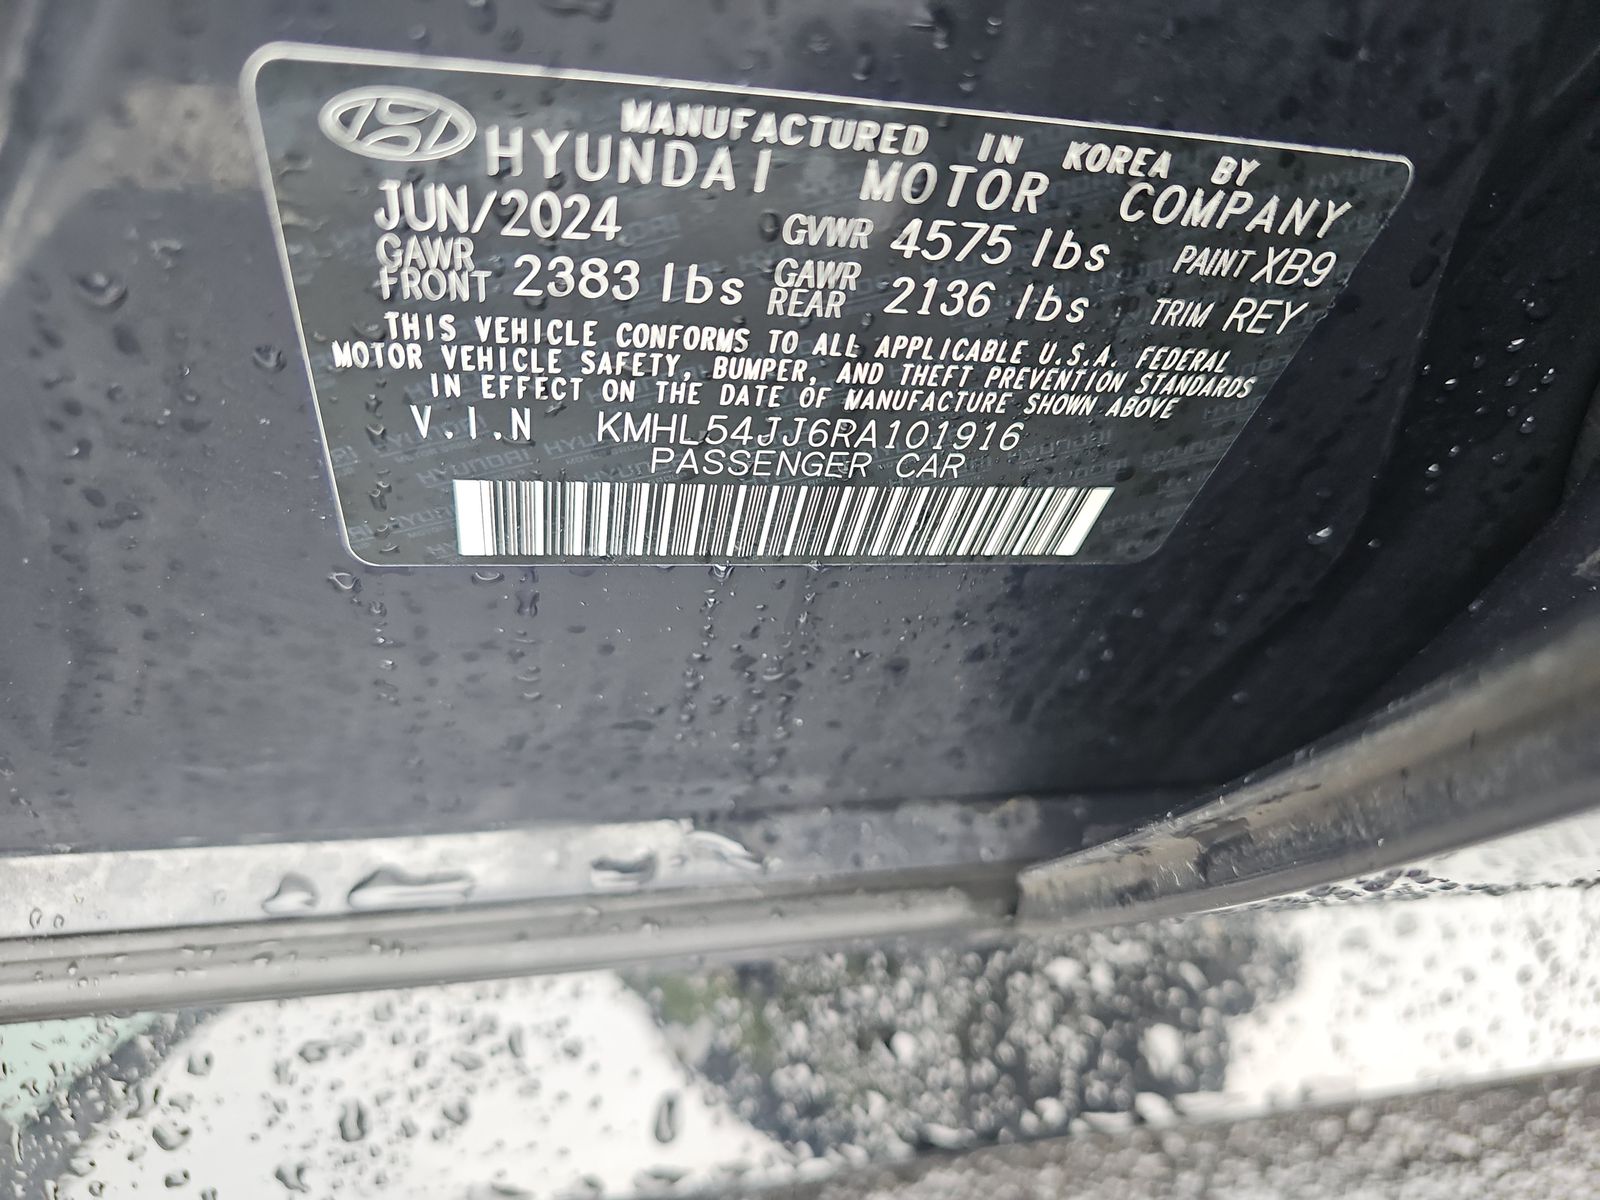 MANUFACTURED IN KOREA BY
HYUNDAI MOTOR COMPANY
JUN/2024 GVWR 4575 lbs PAINT XB9
GAWR FRONT 2383 lbs GAWR REAR 2136 lbs TRIM REY
THIS VEHICLE CONFORMS TO ALL APPLICABLE U.S.A. FEDERAL
MOTOR VEHICLE SAFETY, BUMPER, AND THEFT PREVENTION STANDARDS
IN EFFECT ON THE DATE OF MANUFACTURE SHOWN ABOVE
V.I.N KMHL54JJ6RA101916
PASSENGER CAR